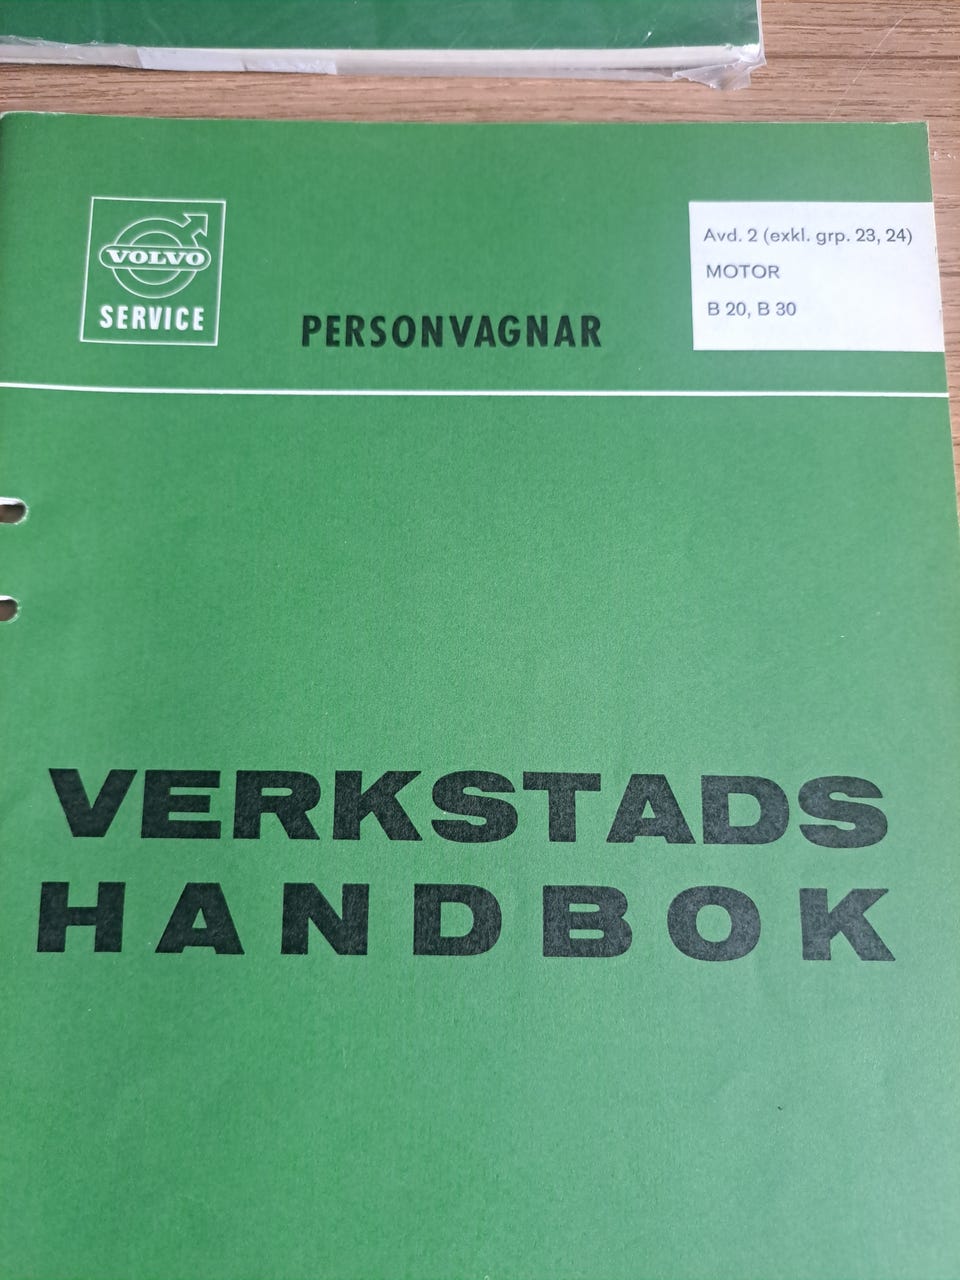 VOLVO
SERVICE
PERSONVAGNAR
Avd. 2 (exkl. grp. 23, 24)
MOTOR
B 20, B 30
VERKSTADS
HANDBOK